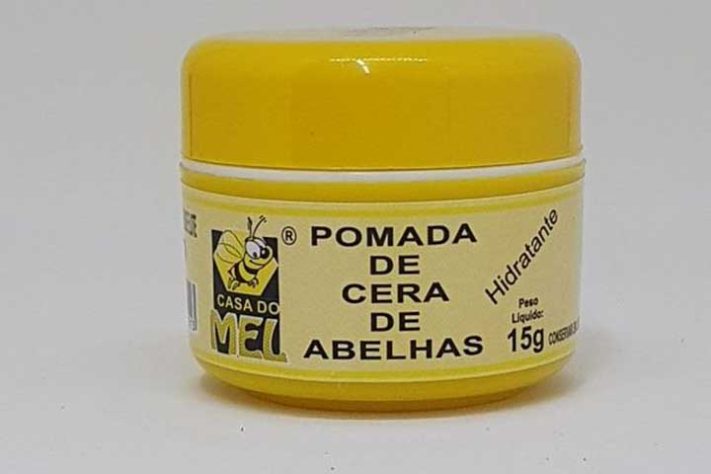 ®
CASA DO
MEL
POMADA
DE
CERA
DE
ABELHAS
Hidratante
Peso
Líquido:
15g